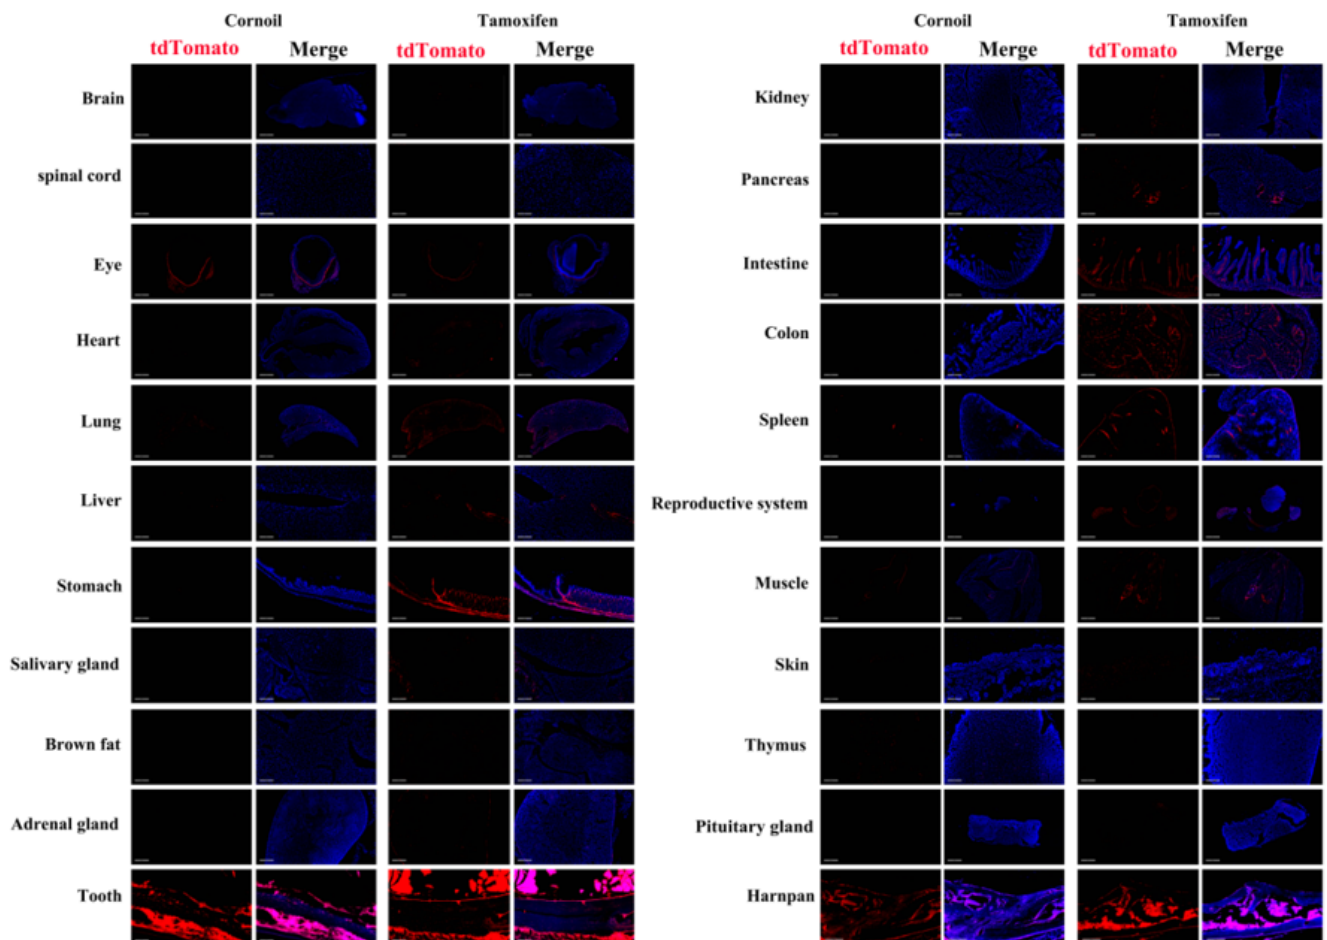 Cornoil Tamoxifen Cornoil Tamoxifen
tdTomato Merge tdTomato Merge tdTomato Merge tdTomato Merge
Brain Kidney
spinal cord Pancreas
Eye Intestine
Heart Colon
Lung Spleen
Liver Reproductive system
Stomach Muscle
Salivary gland Skin
Brown fat Thymus
Adrenal gland Pituitary gland
Tooth Harnpan